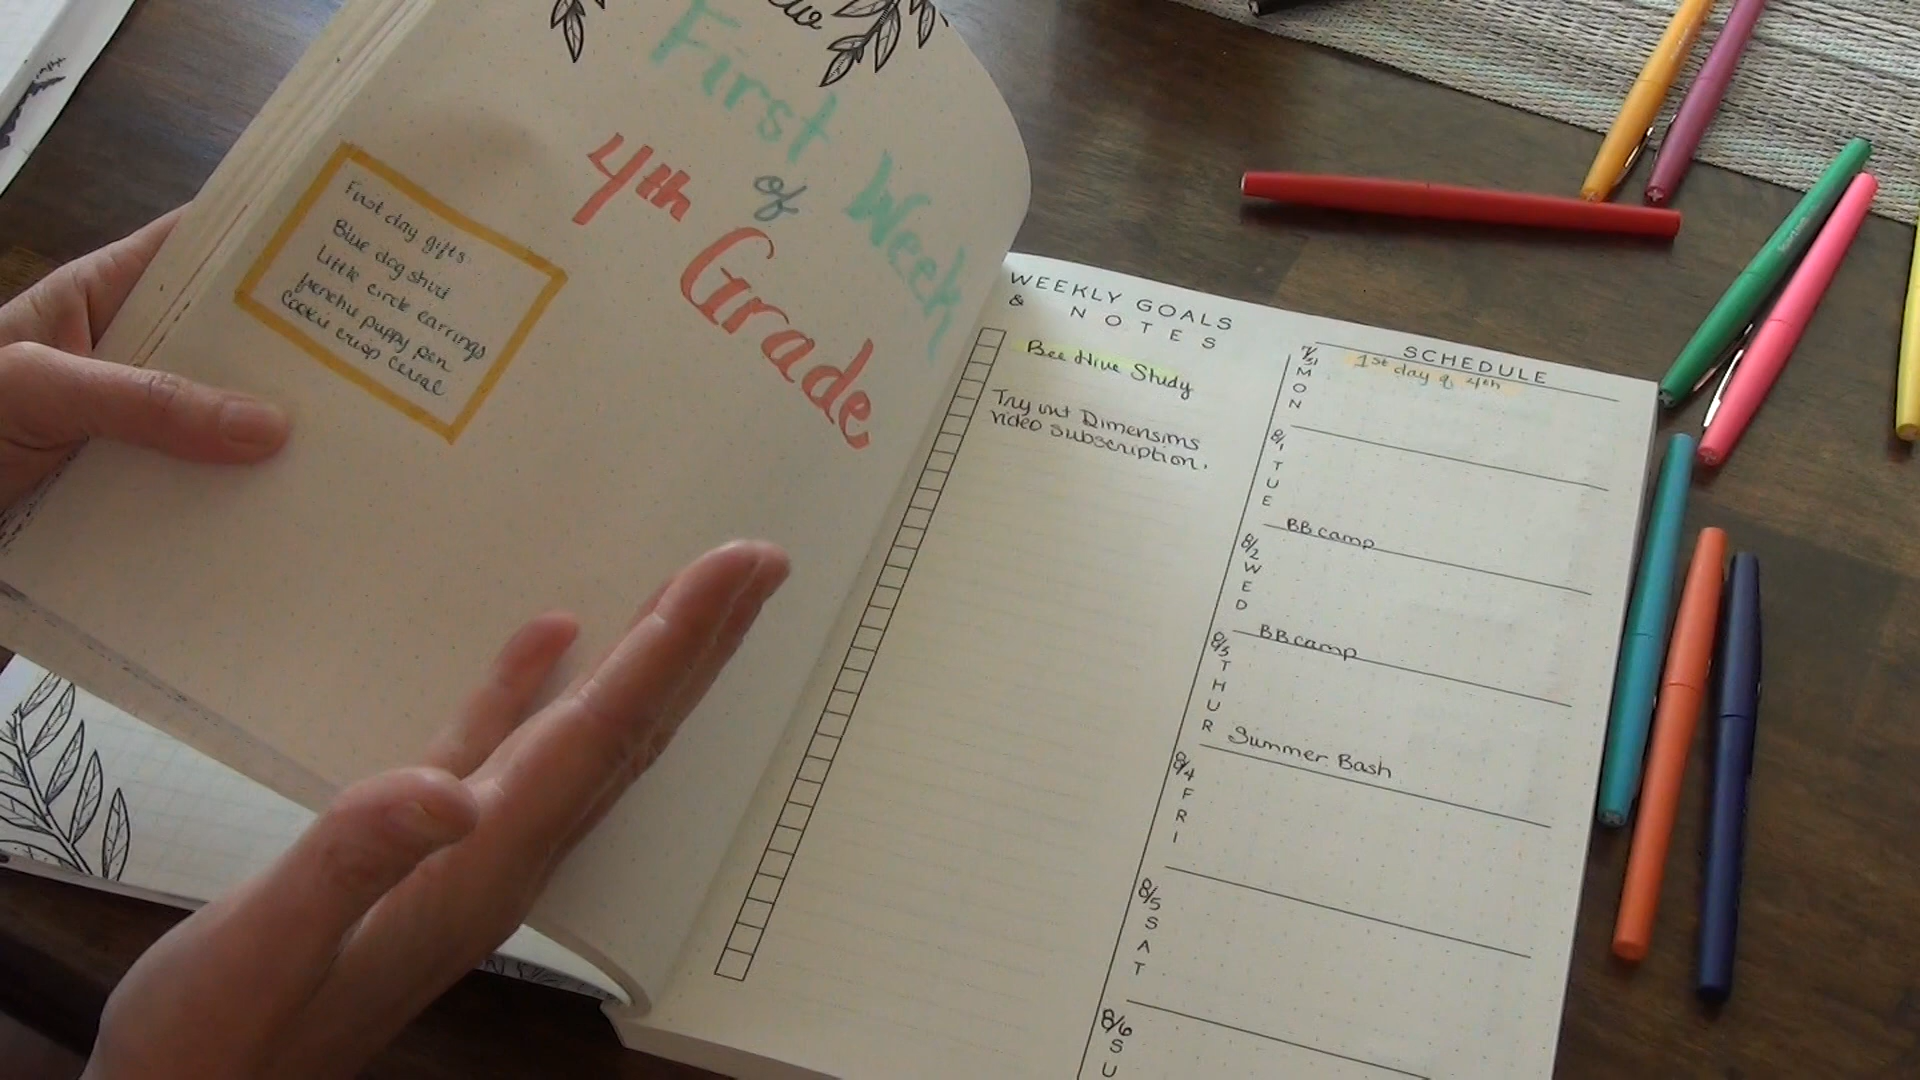 First Week
of
4th Grade
First day gifts
Blue dog shirt
Little circle earrings
frenchie puppy pen
Cookie crisp cereal
WEEKLY GOALS
& NOTES
Bee Hive Study
Try out Dimensions
video subscription.
SCHEDULE
7/31 MON
1st day of 4th
8/1 TUE
BB camp
8/2 WED
BB camp
8/3 THUR
Summer Bash
8/4 FRI
8/5 SAT
8/6 SU